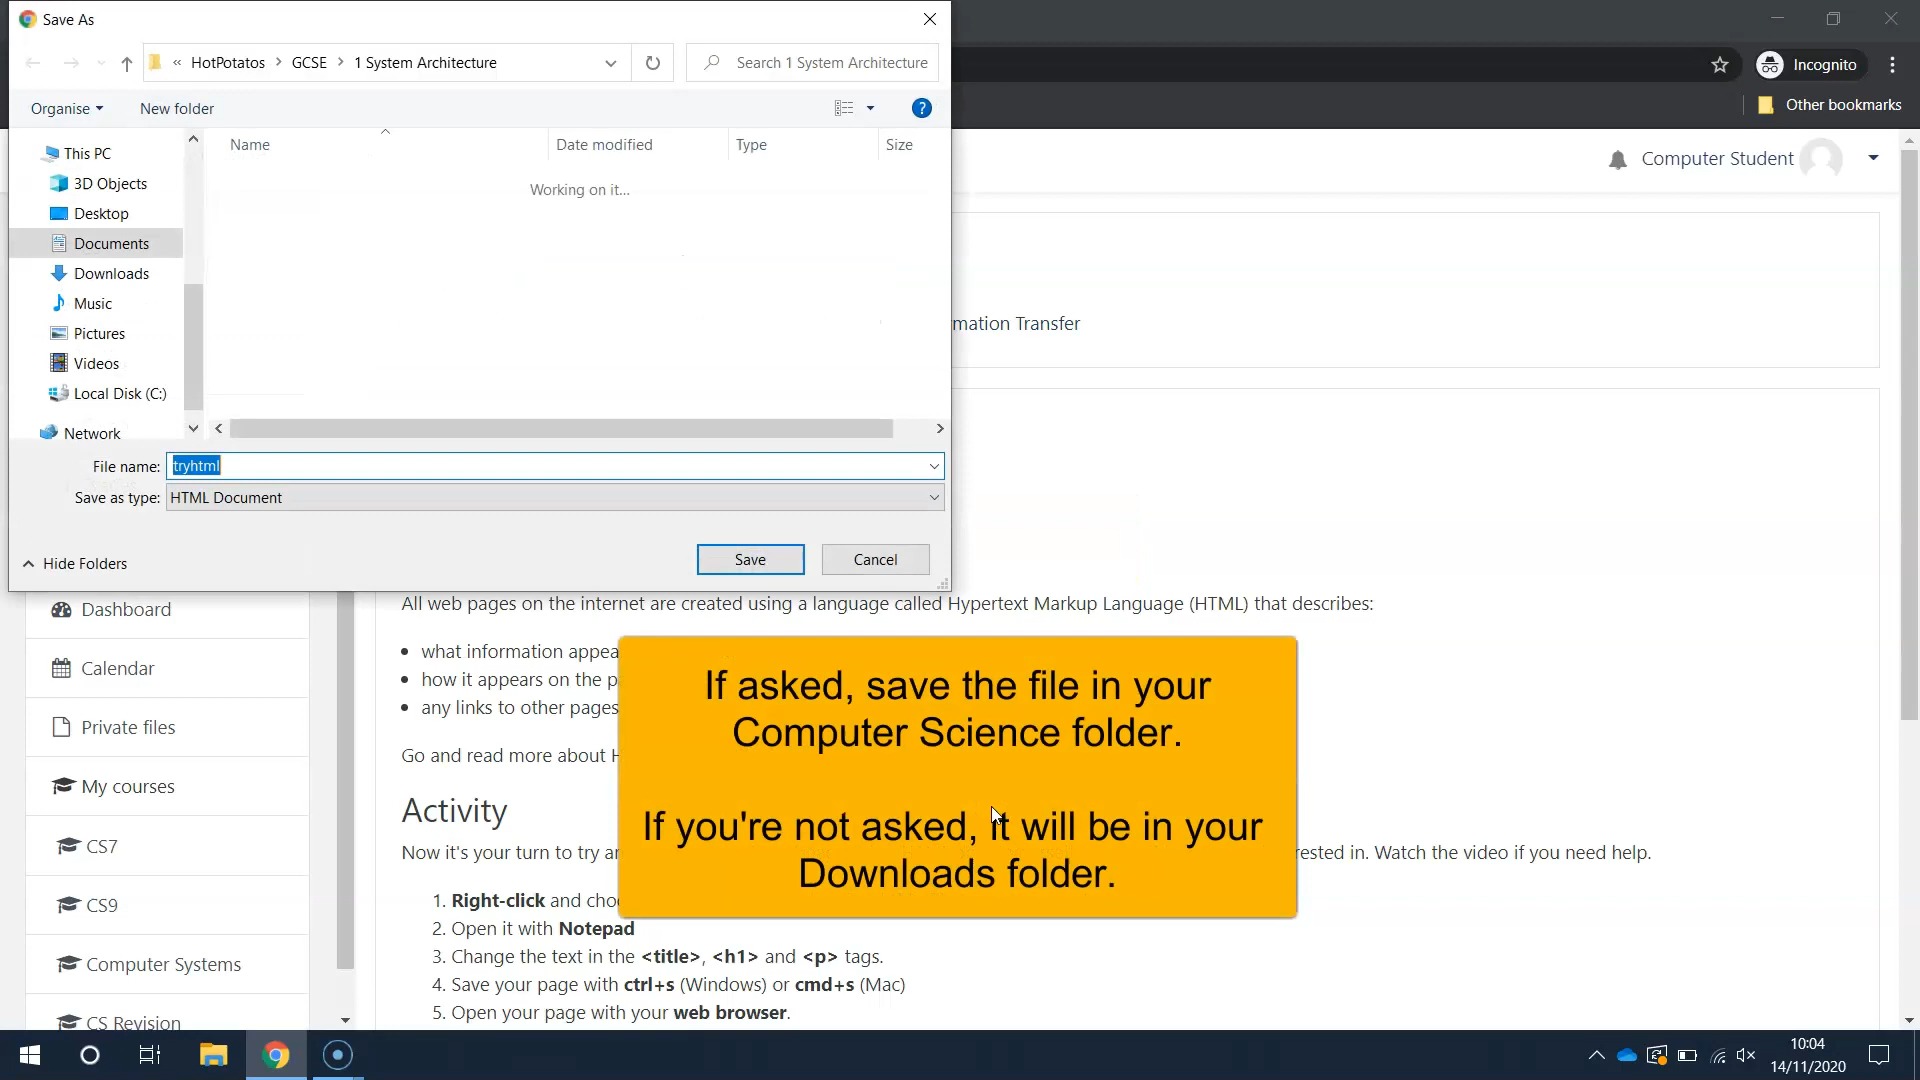 Save As
« HotPotatos > GCSE > 1 System Architecture
Search 1 System Architecture
Organise
New folder
?
Incognito
Other bookmarks
Name
Date modified
Type
Size
Working on it...
This PC
3D Objects
Desktop
Documents
Downloads
Music
Pictures
Videos
Local Disk (C:)
Network
File name: tryhtml
Save as type: HTML Document
Hide Folders
Save
Cancel
Computer Student
mation Transfer
Dashboard
Calendar
Private files
My courses
CS7
CS9
Computer Systems
CS Revision
All web pages on the internet are created using a language called Hypertext Markup Language (HTML) that describes:
what information appea
how it appears on the p
any links to other pages
Go and read more about H
Activity
Now it's your turn to try ar
rested in. Watch the video if you need help.
1. Right-click and cho
2. Open it with Notepad
3. Change the text in the <title>, <h1> and <p> tags.
4. Save your page with ctrl+s (Windows) or cmd+s (Mac)
5. Open your page with your web browser.
If asked, save the file in your
Computer Science folder.
If you're not asked, it will be in your
Downloads folder.
10:04
14/11/2020